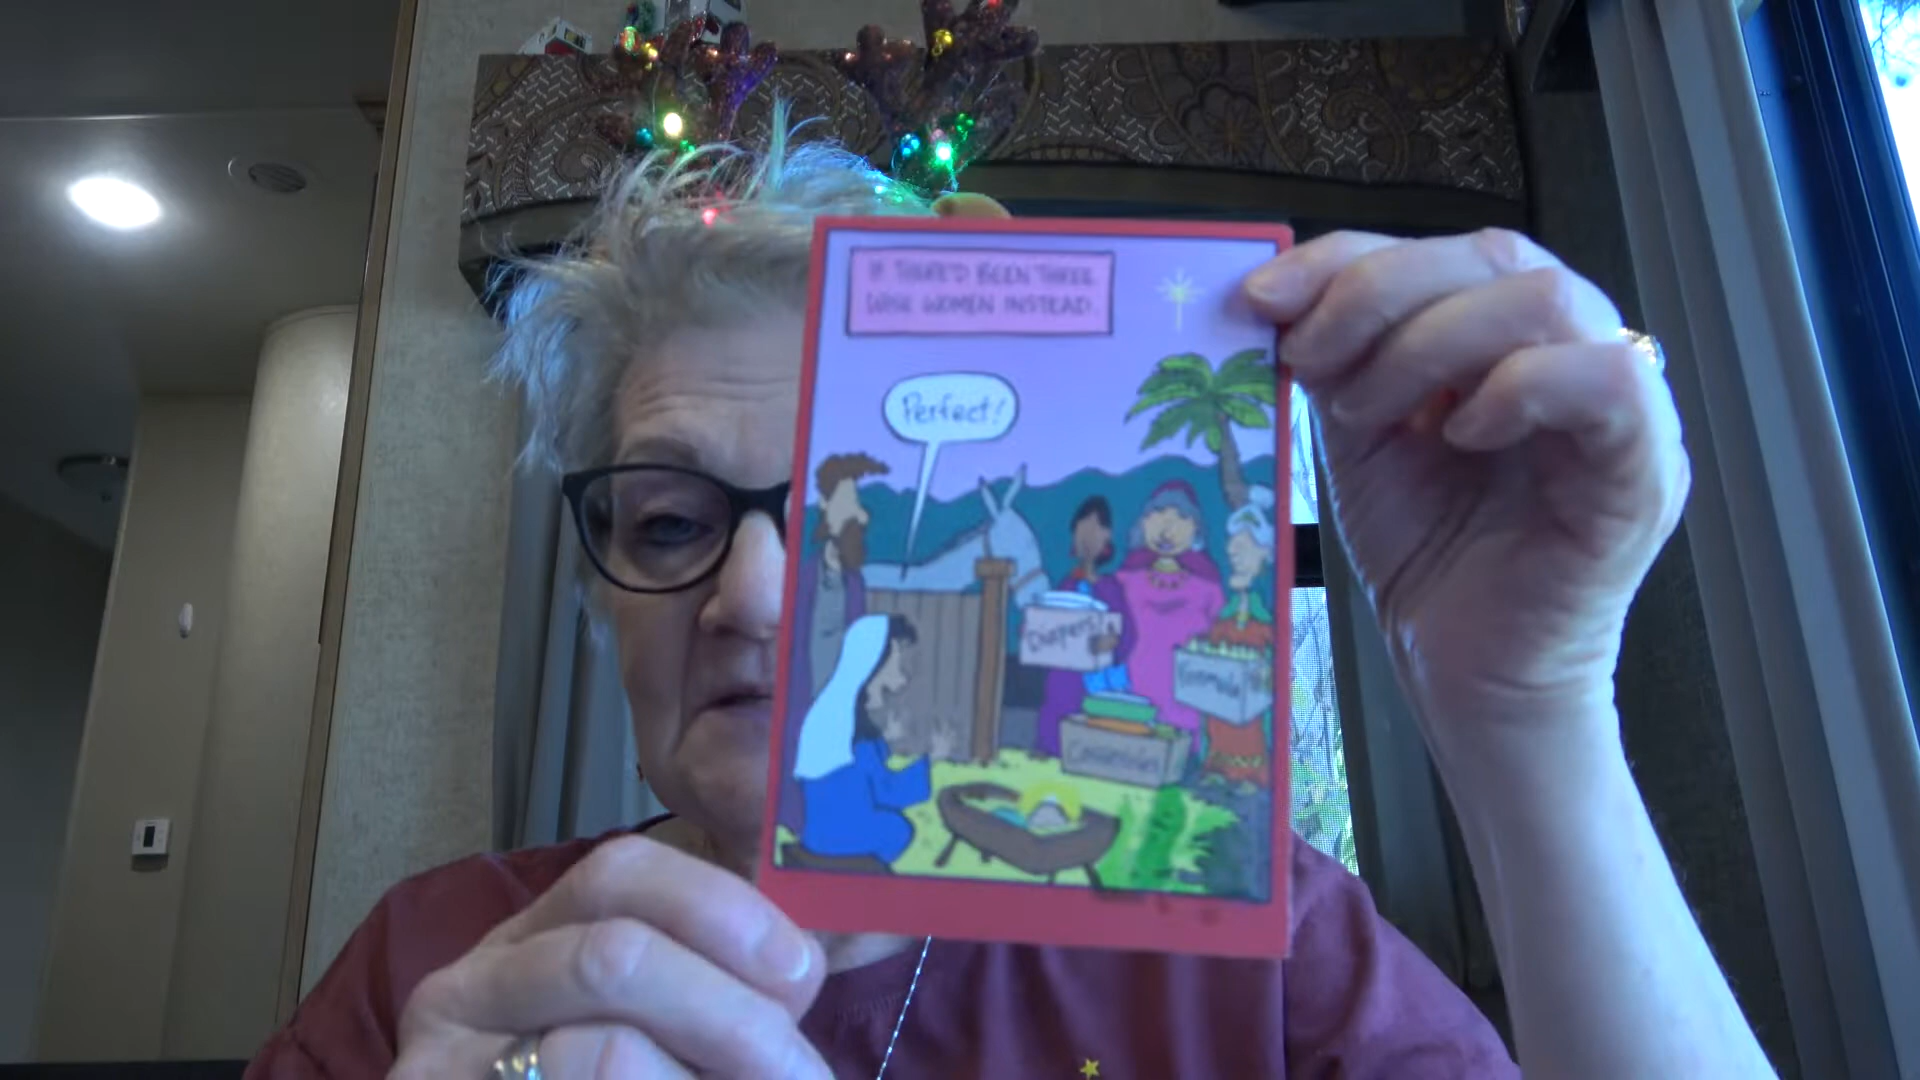 IF THERE'D BEEN THREE
WISE WOMEN INSTEAD.
Perfect!
Diapers
Formula
Casseroles